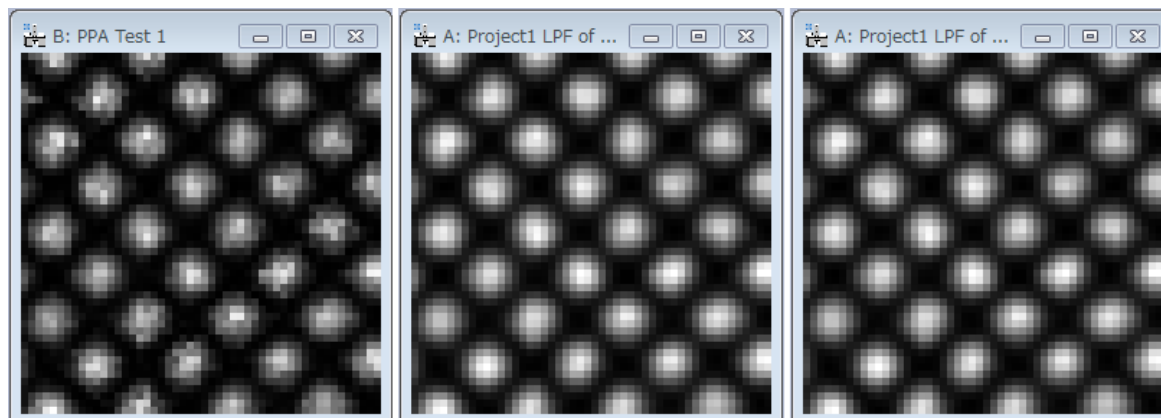 B: PPA Test 1
A: Project1 LPF of ...
A: Project1 LPF of ...